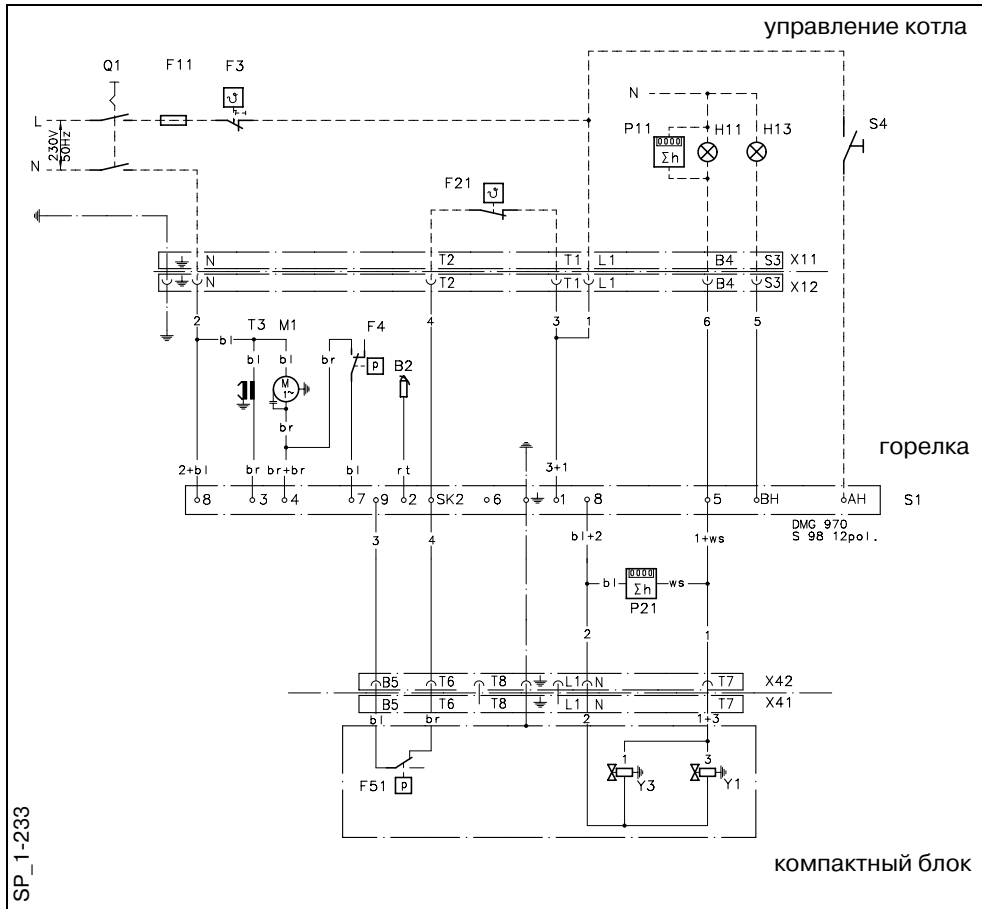 управление котла
Q1 F11 F3
N
P11 H11 H13
S4
L
230V
50Hz
N
0000
Σh
ϑ
F21
ϑ
N T2 T1 L1 B4 S3 X11
N T2 T1 L1 B4 S3 X12
2 4 3 1 6 5
T3 M1 F4
bl
bl bl br
P
B2
M
1~
br
горелка
2+bl br br+br bl rt 3+1
8 3 4 7 9 2 SK2 6 1 8 5 BH AH S1
DMG 970
S 98 12pol.
3 4 bl+2 1+ws
bl 0000 ws
Σh
P21
2 1
B5 T6 T8 L1 N T7 X42
B5 T6 T8 L1 N T7 X41
bl br 2 1+3
1 3
F51 P Y3 Y1
компактный блок
SP_1-233